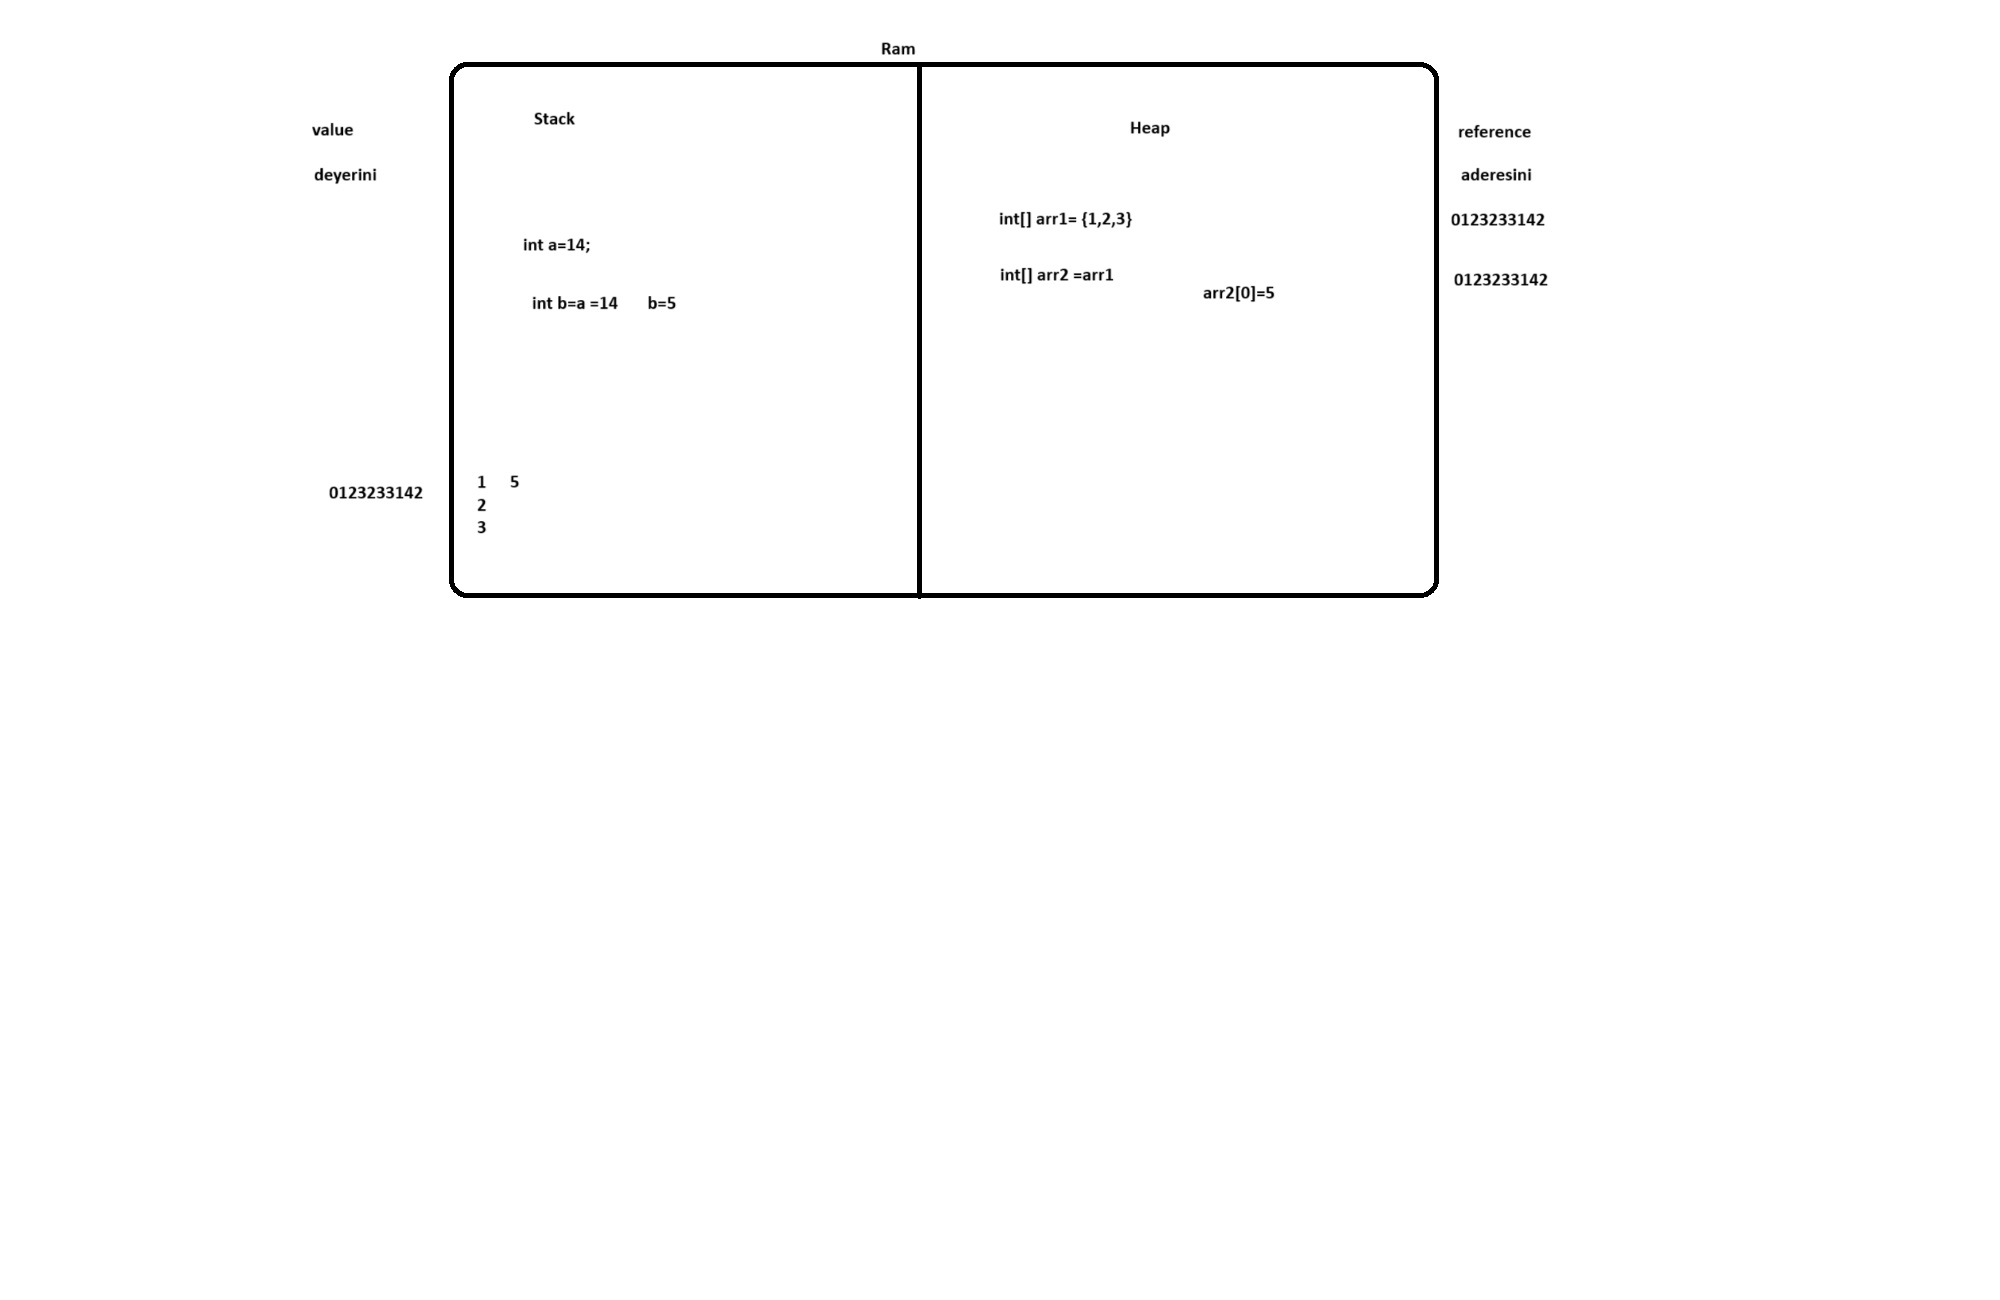 Ram
Stack
Heap
value
reference
deyerini
aderesini
int[] arr1= {1,2,3}
0123233142
int a=14;
int[] arr2 =arr1
0123233142
arr2[0]=5
int b=a =14 b=5
1 5
0123233142
2
3